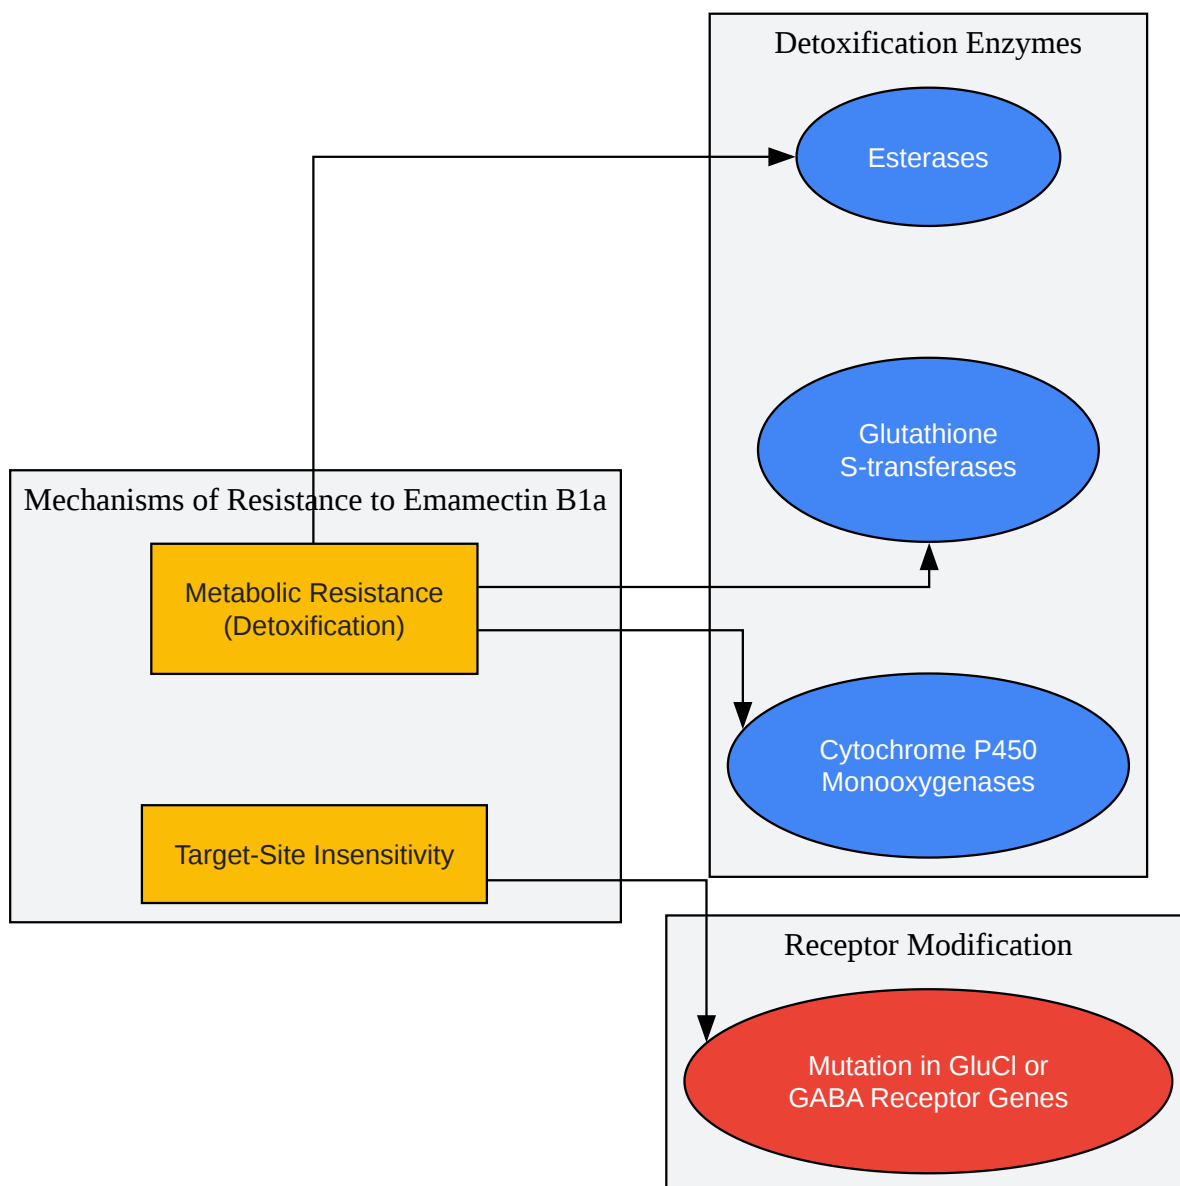 Detoxification Enzymes
Esterases
Glutathione
S-transferases
Mechanisms of Resistance to Emamectin B1a
Metabolic Resistance
(Detoxification)
Cytochrome P450
Monooxygenases
Target-Site Insensitivity
Receptor Modification
Mutation in GluCl or
GABA Receptor Genes